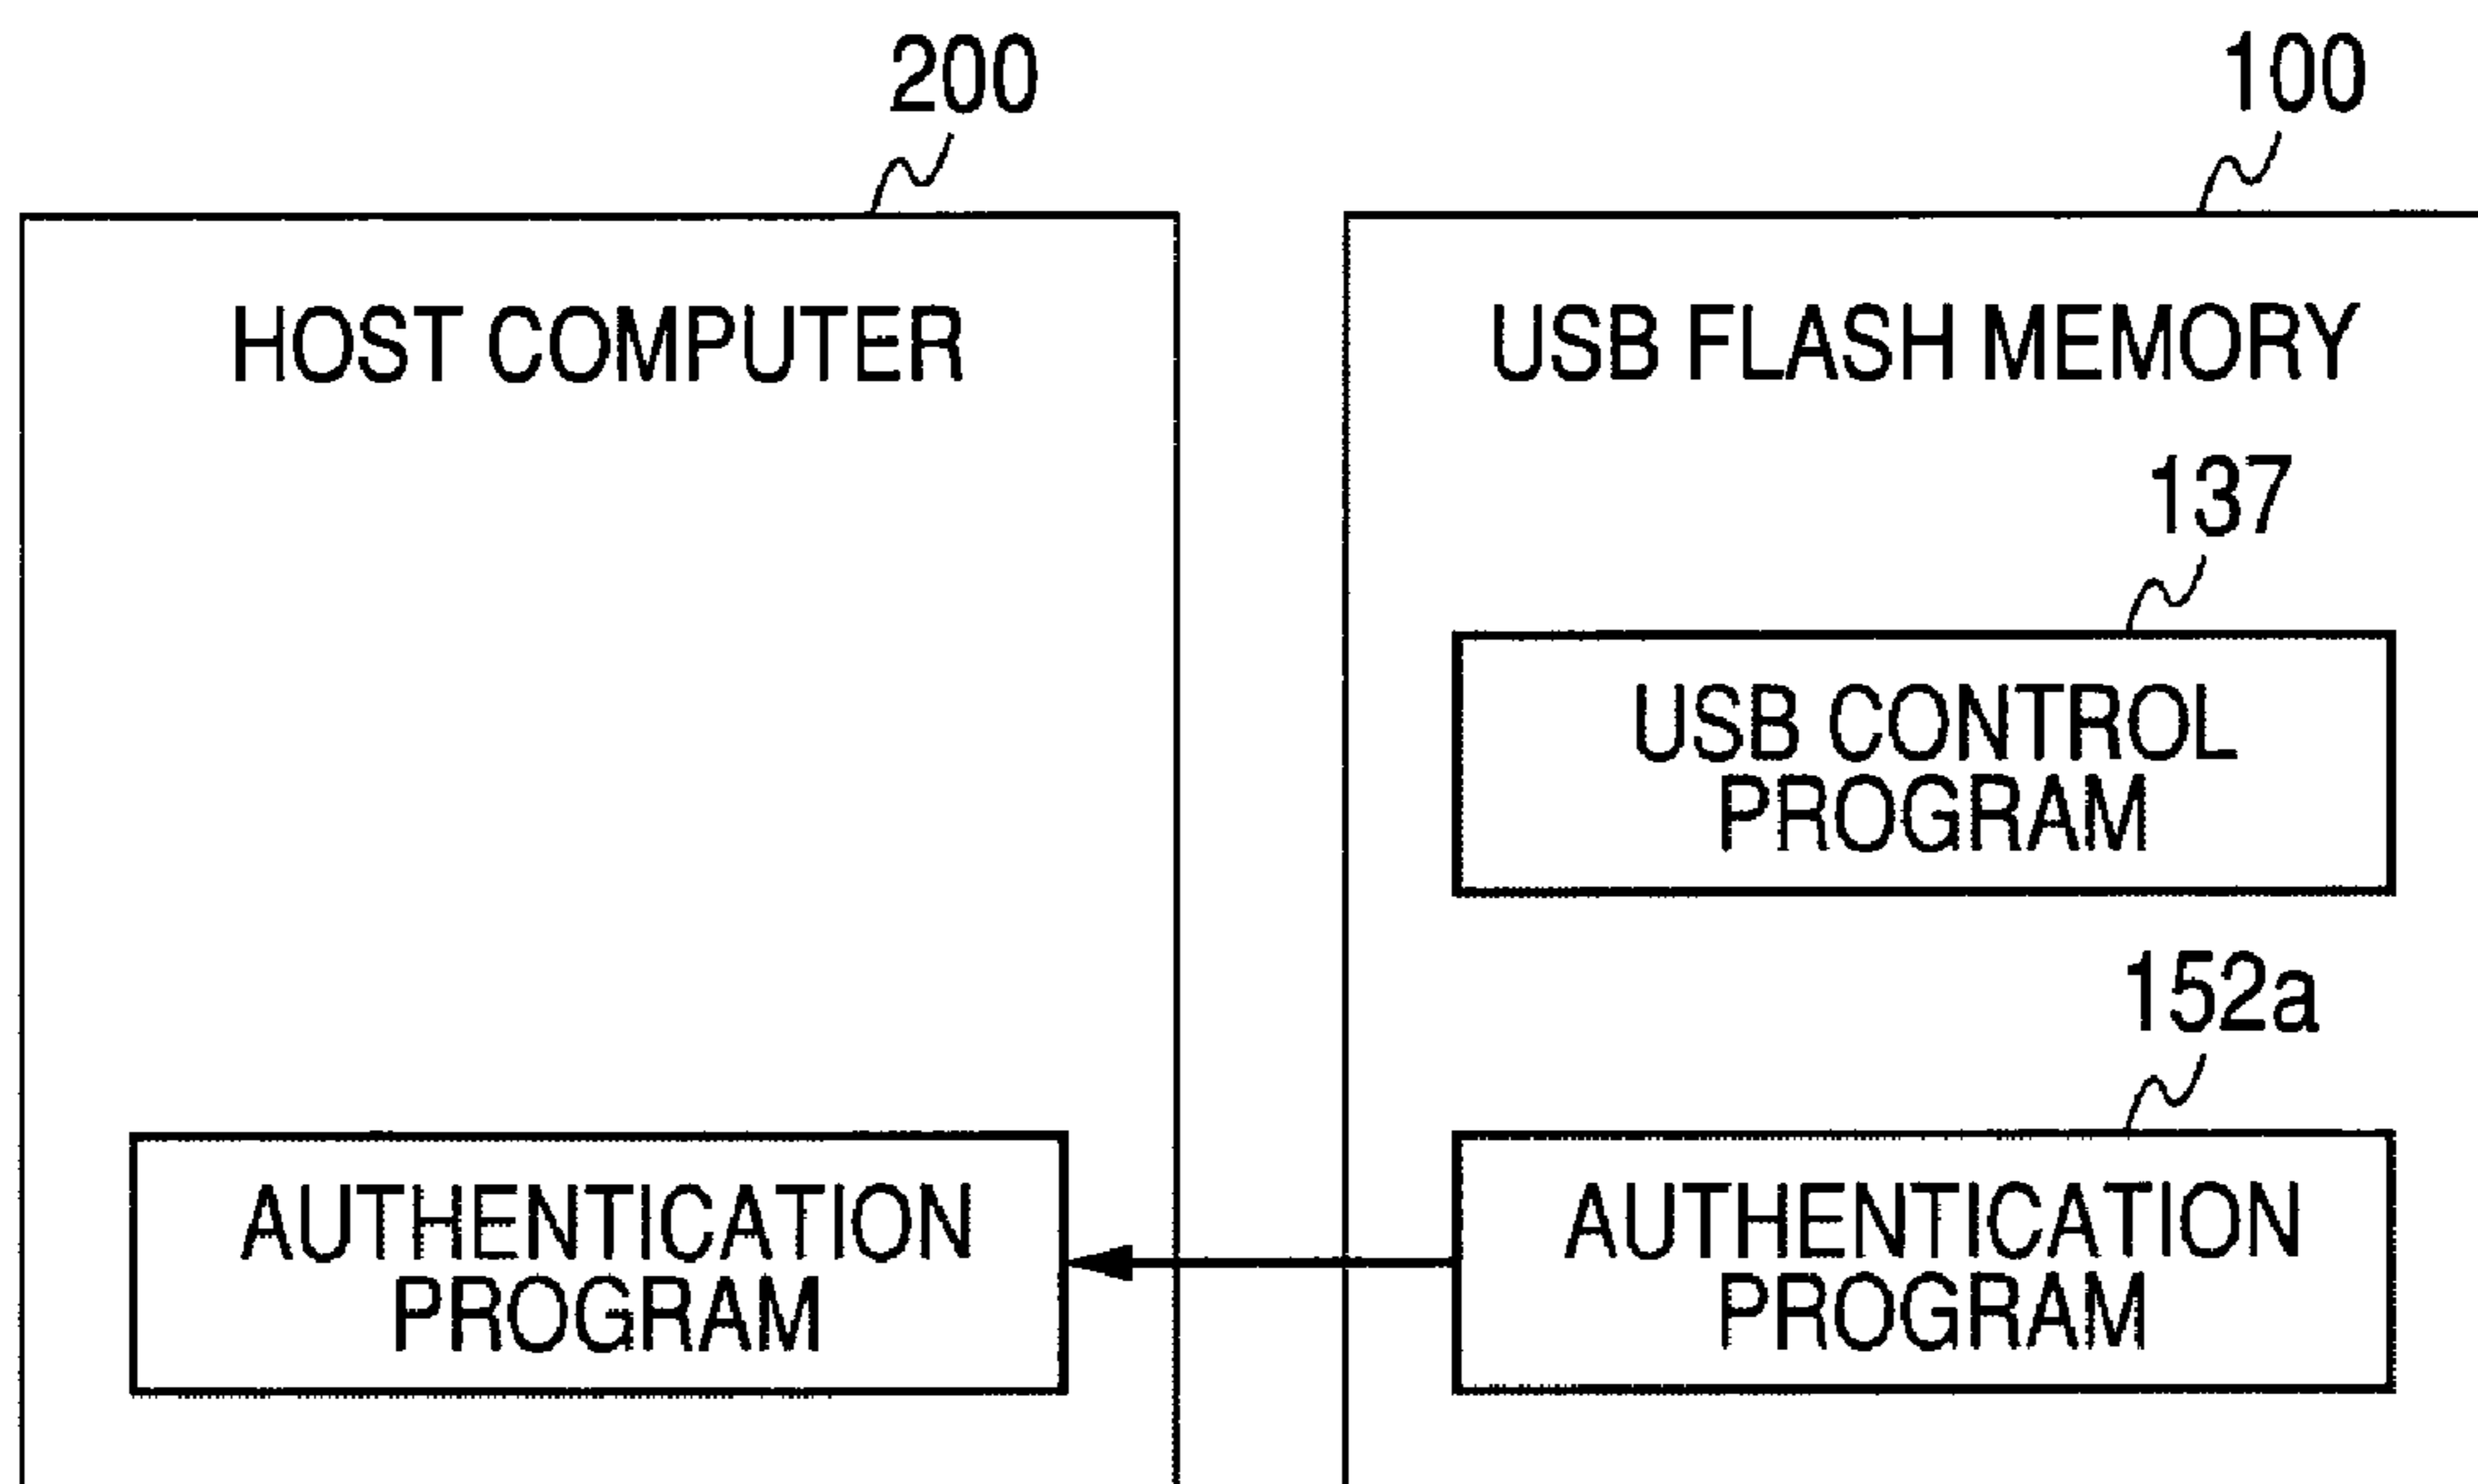 200
100
HOST COMPUTER
USB FLASH MEMORY
137
USB CONTROL
PROGRAM
152a
AUTHENTICATION
PROGRAM
AUTHENTICATION
PROGRAM